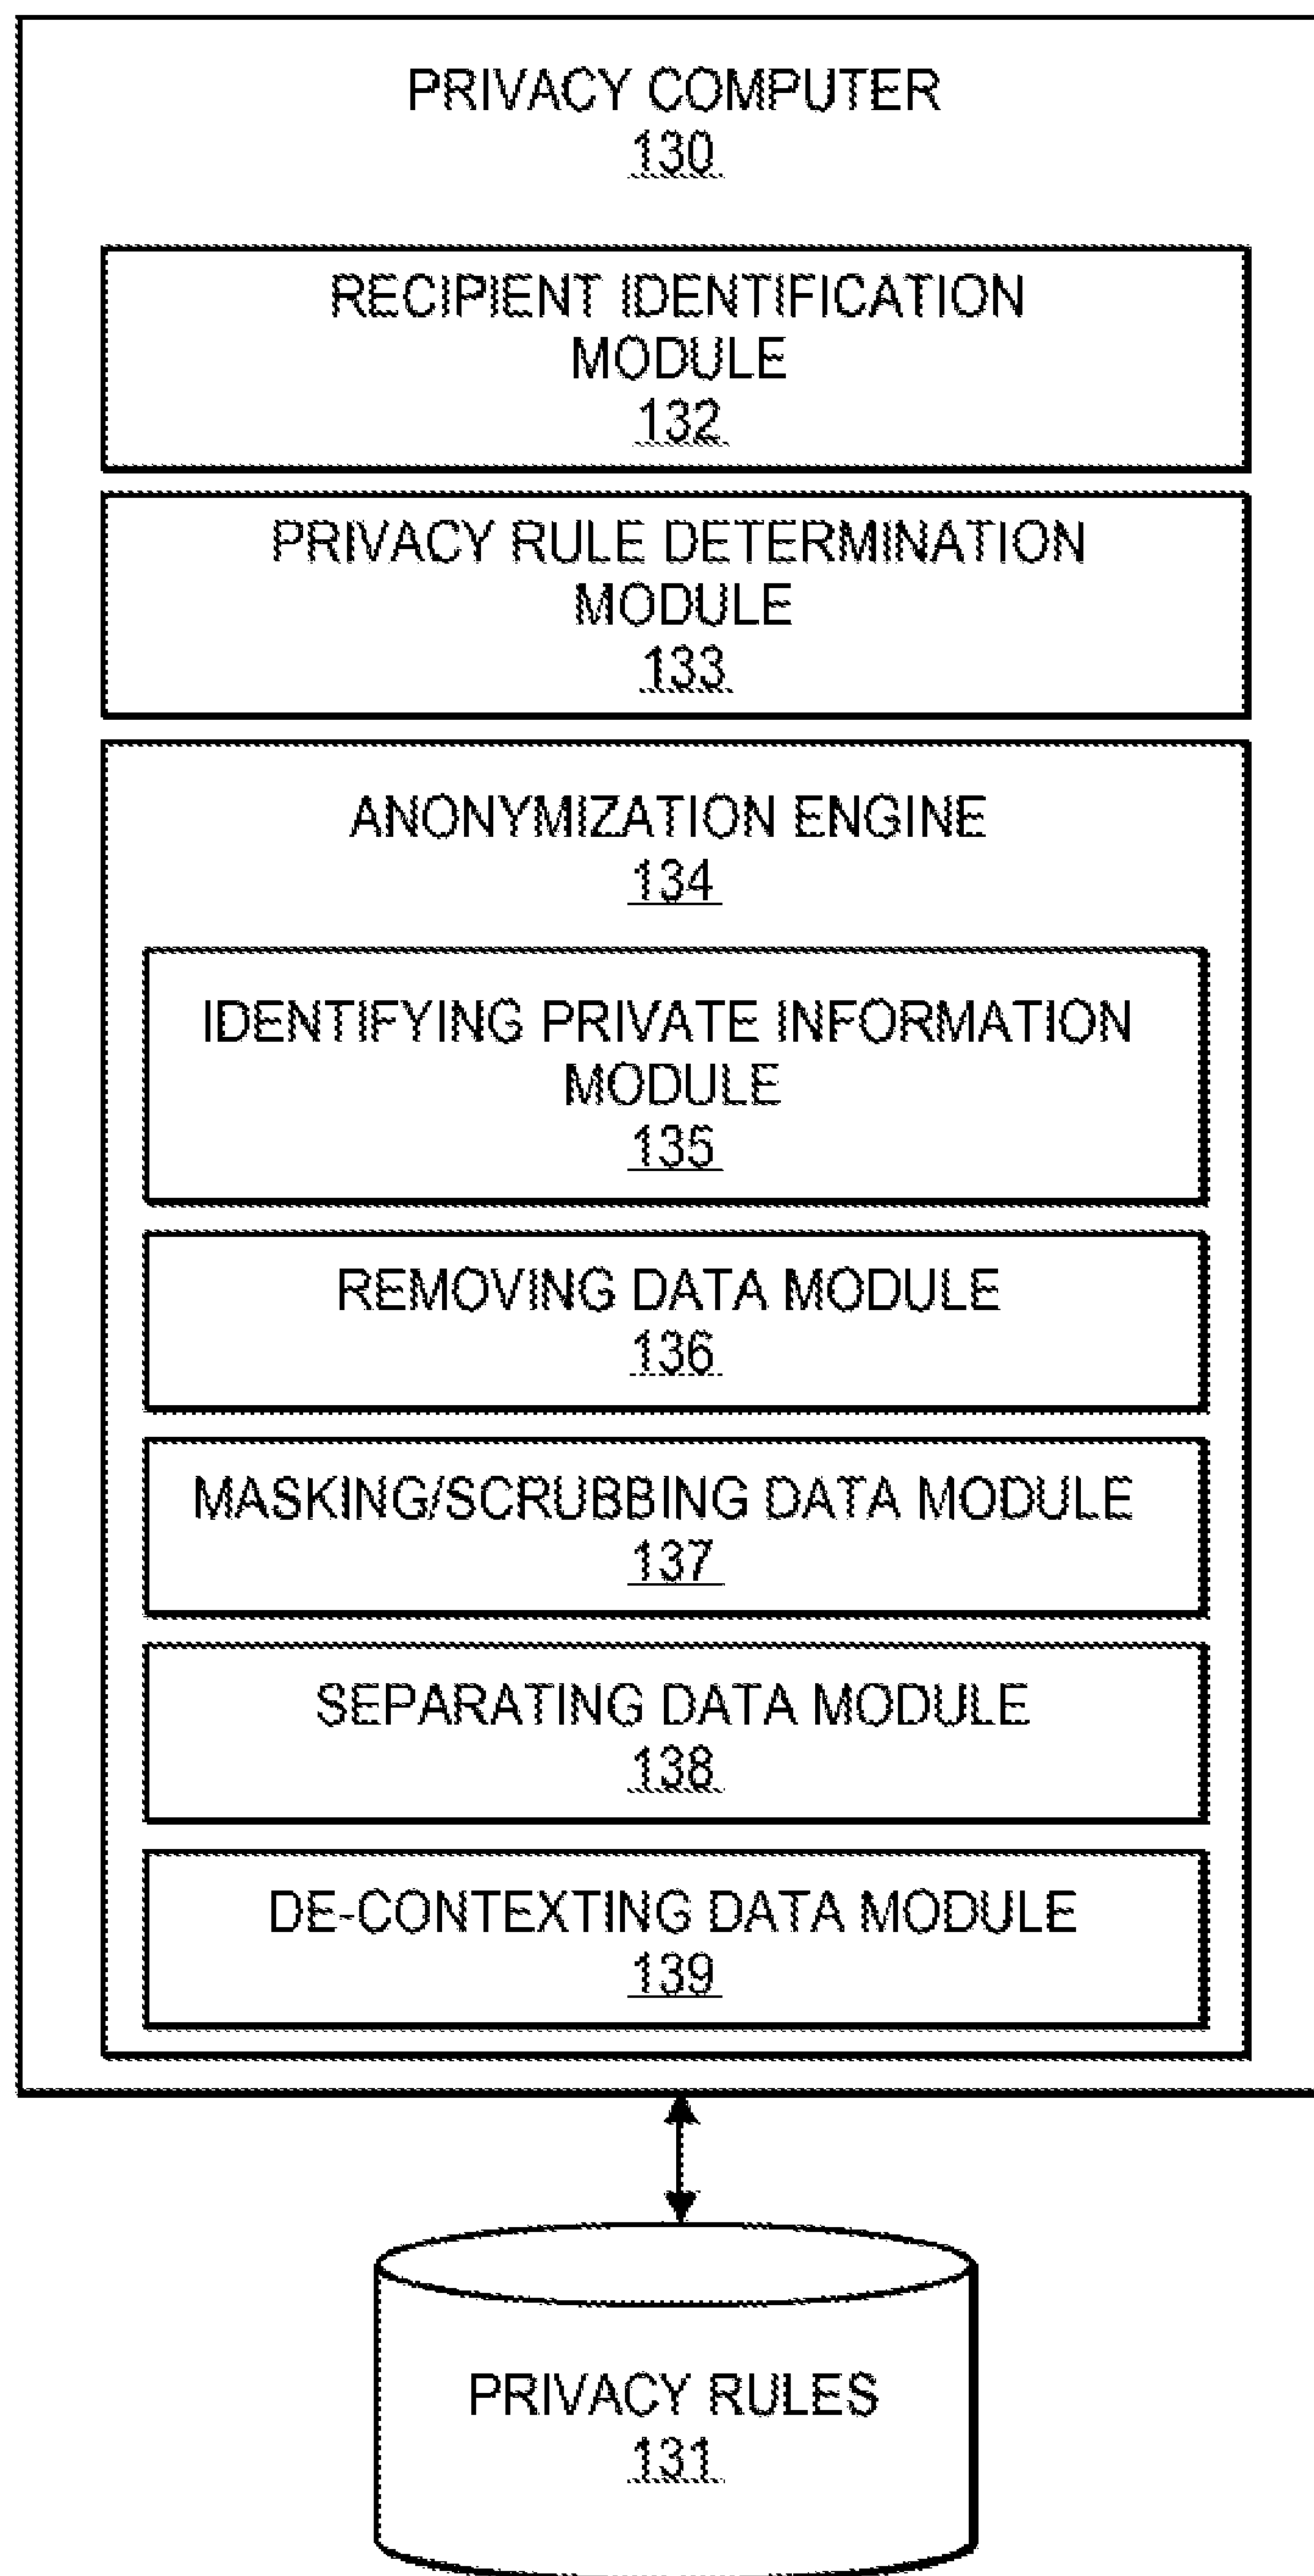 PRIVACY COMPUTER
130
RECIPIENT IDENTIFICATION
MODULE
132
PRIVACY RULE DETERMINATION
MODULE
133
ANONYMIZATION ENGINE
134
IDENTIFYING PRIVATE INFORMATION
MODULE
135
REMOVING DATA MODULE
136
MASKING/SCRUBBING DATA MODULE
137
SEPARATING DATA MODULE
138
DE-CONTEXTING DATA MODULE
139
PRIVACY RULES
131